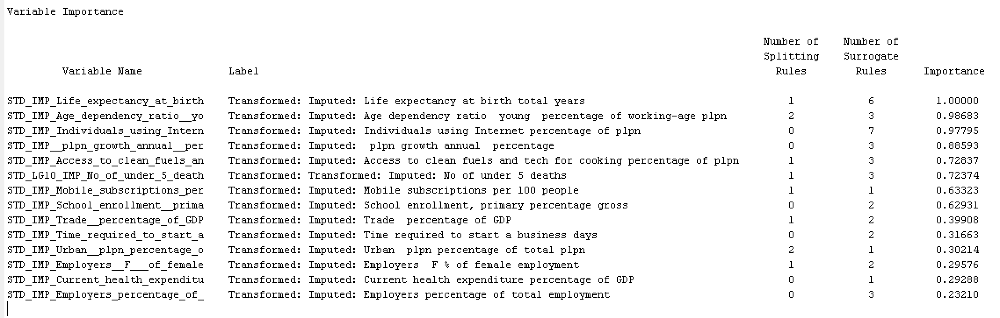 Variable Importance
Number of Number of
Splitting Surrogate
Variable Name Label Rules Rules Importance
STD_IMP_Life_expectancy_at_birth Transformed: Imputed: Life expectancy at birth total years 1 6 1.00000
STD_IMP_Age_dependency_ratio__yo Transformed: Imputed: Age dependency ratio  young  percentage of working-age plpn 2 3 0.98683
STD_IMP_Individuals_using_Intern Transformed: Imputed: Individuals using Internet percentage of plpn 0 7 0.97795
STD_IMP__plpn_growth_annual__per Transformed: Imputed:  plpn growth annual  percentage 0 3 0.88593
STD_IMP_Access_to_clean_fuels_an Transformed: Imputed: Access to clean fuels and tech for cooking percentage of plpn 1 3 0.72837
STD_LG10_IMP_No_of_under_5_death Transformed: Transformed: Imputed: No of under 5 deaths 1 3 0.72374
STD_IMP_Mobile_subscriptions_per Transformed: Imputed: Mobile subscriptions per 100 people 1 1 0.63323
STD_IMP_School_enrollment__prima Transformed: Imputed: School enrollment, primary percentage gross 0 2 0.62931
STD_IMP_Trade__percentage_of_GDP Transformed: Imputed: Trade  percentage of GDP 1 2 0.39908
STD_IMP_Time_required_to_start_a Transformed: Imputed: Time required to start a business days 0 2 0.31663
STD_IMP_Urban__plpn_percentage_o Transformed: Imputed: Urban  plpn percentage of total plpn 2 1 0.30214
STD_IMP_Employers__F___of_female Transformed: Imputed: Employers  F % of female employment 1 2 0.29576
STD_IMP_Current_health_expenditu Transformed: Imputed: Current health expenditure percentage of GDP 0 1 0.29288
STD_IMP_Employers_percentage_of_ Transformed: Imputed: Employers percentage of total employment 0 3 0.23210